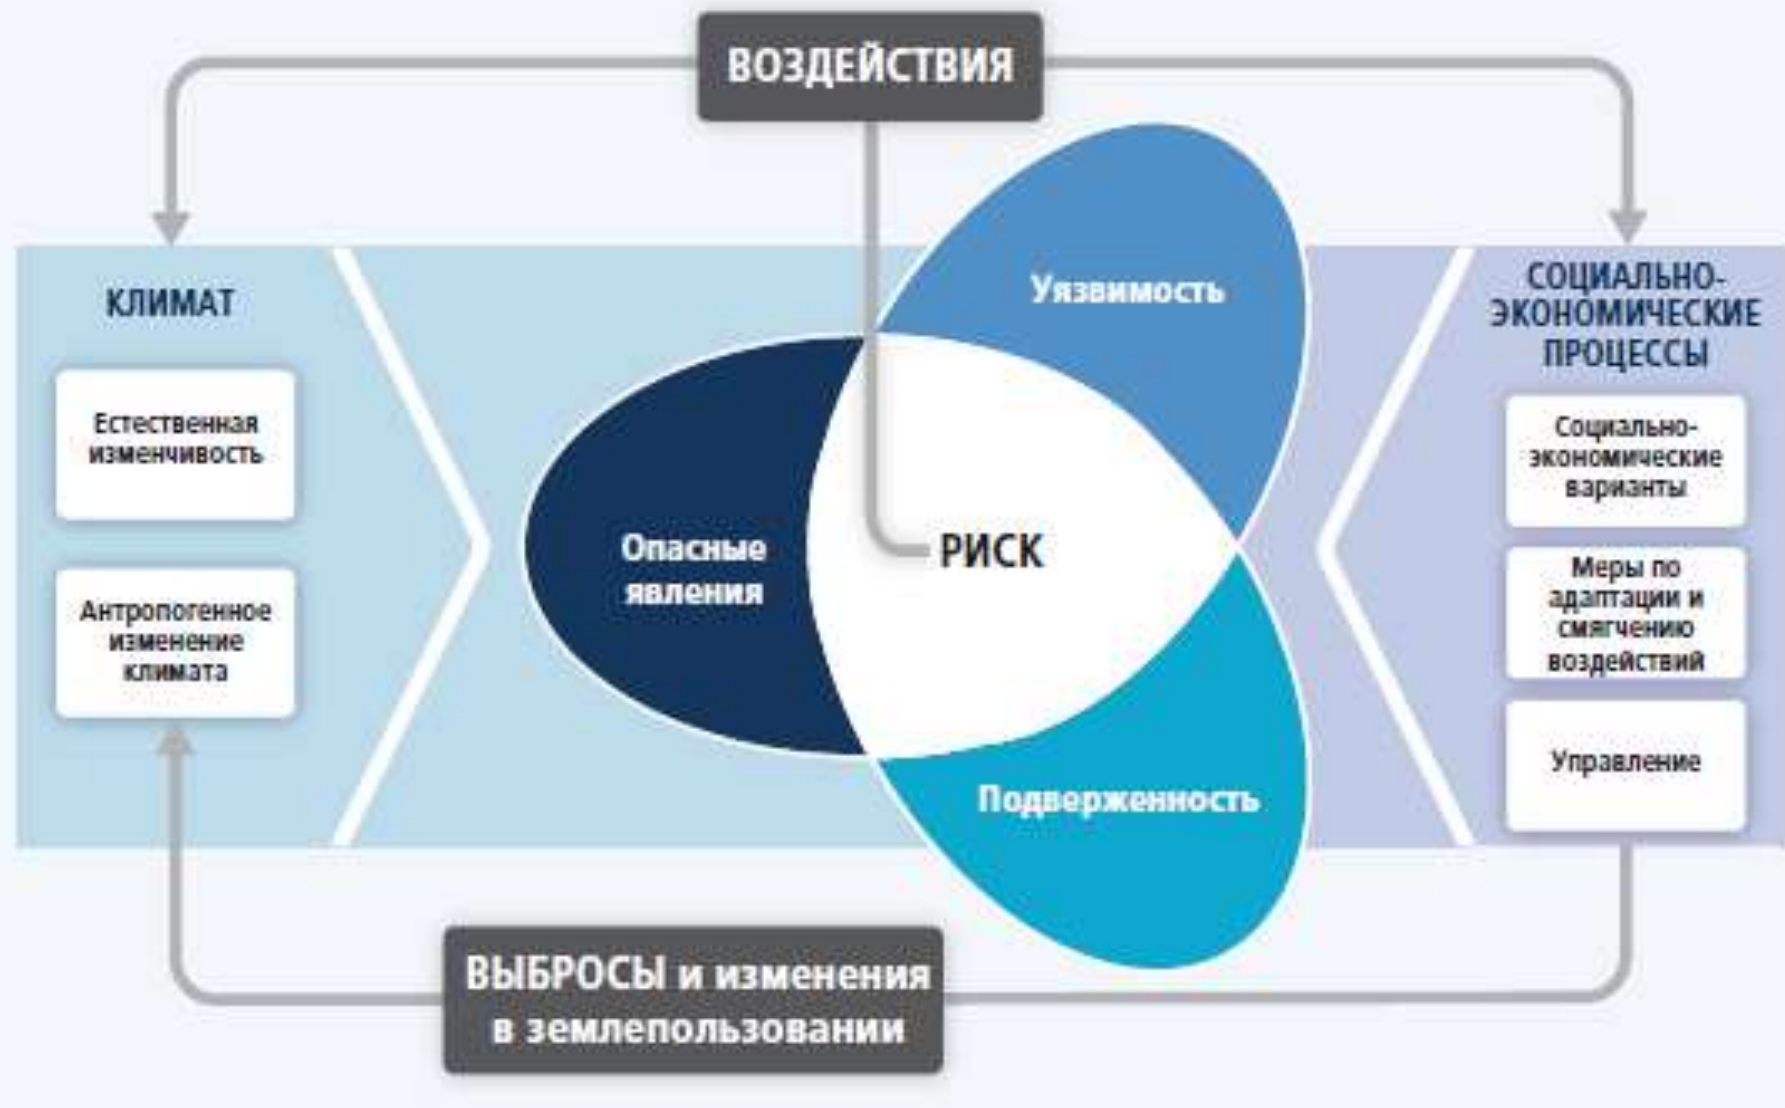 ВОЗДЕЙСТВИЯ
КЛИМАТ
Естественная
изменчивость
Антропогенное
изменение
климата
Уязвимость
Опасные
явления
РИСК
Подверженность
СОЦИАЛЬНО-
ЭКОНОМИЧЕСКИЕ
ПРОЦЕССЫ
Социально-
экономические
варианты
Меры по
адаптации и
смягчению
воздействий
Управление
ВЫБРОСЫ и изменения
в землепользовании